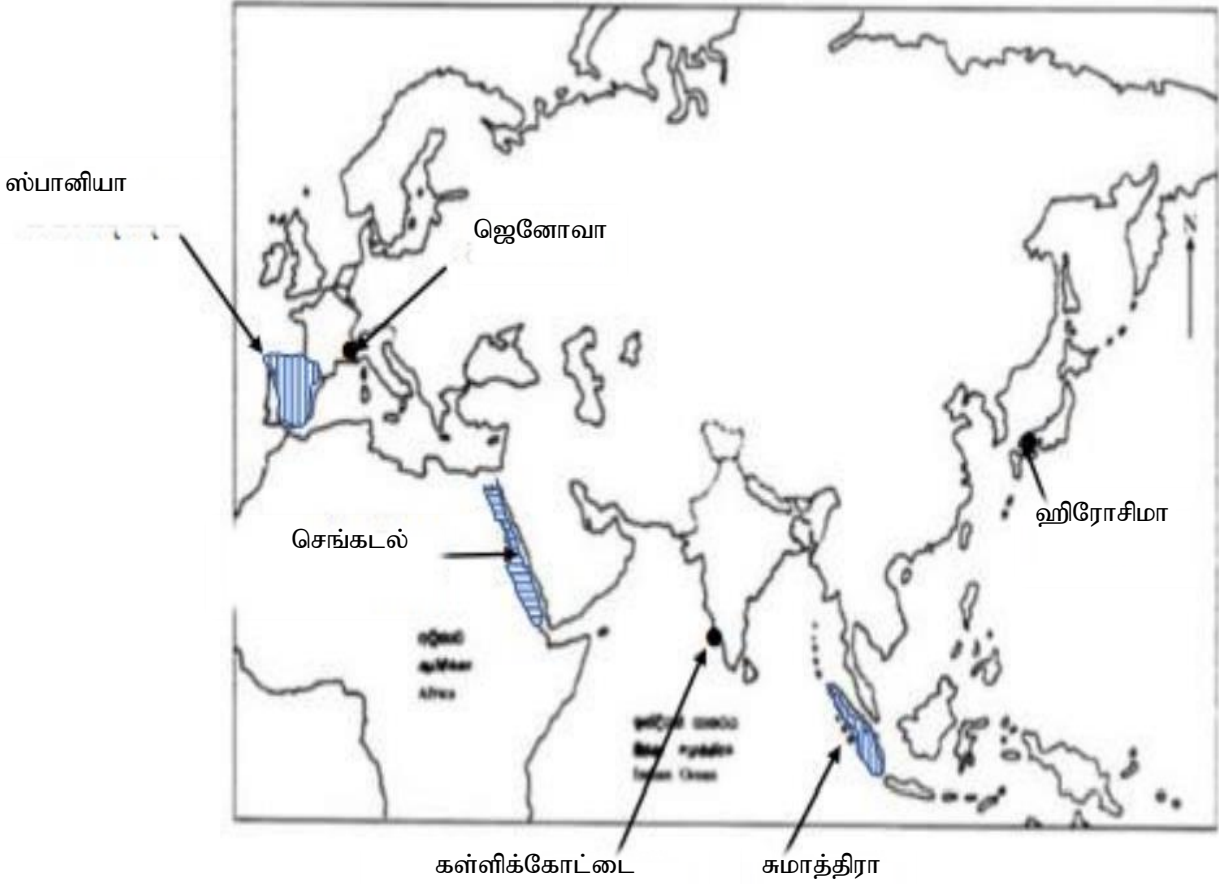 ஸ்பானியா
ஜெனோவா
N
ஹிரோசிமா
செங்கடல்
Africa
Indian Ocean
கள்ளிக்கோட்டை
சுமாத்திரா